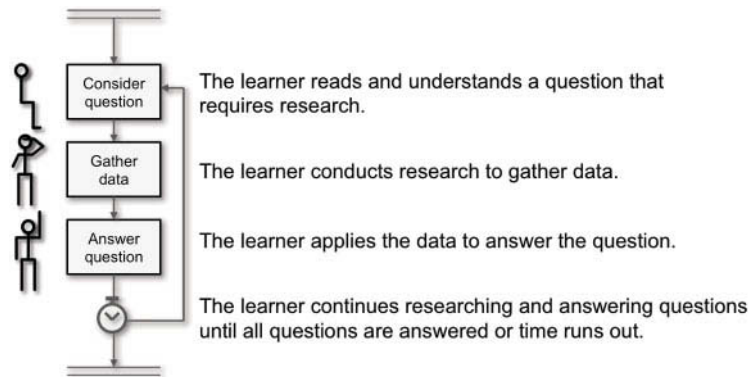 Consider
question
The learner reads and understands a question that
requires research.
Gather
data
The learner conducts research to gather data.
Answer
question
The learner applies the data to answer the question.
The learner continues researching and answering questions
until all questions are answered or time runs out.